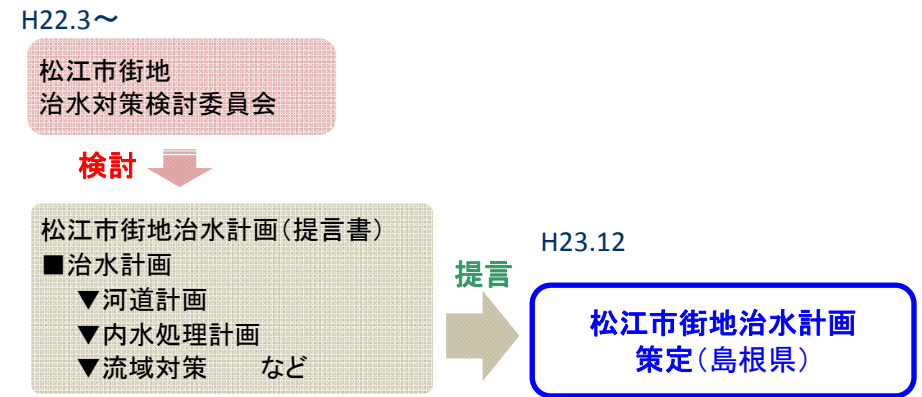 H22.3～
松江市街地
治水対策検討委員会
検討
松江市街地治水計画（提言書）
■治水計画
▼河道計画
▼内水処理計画
▼流域対策　　など
提言
H23.12
松江市街地治水計画
策定（島根県）